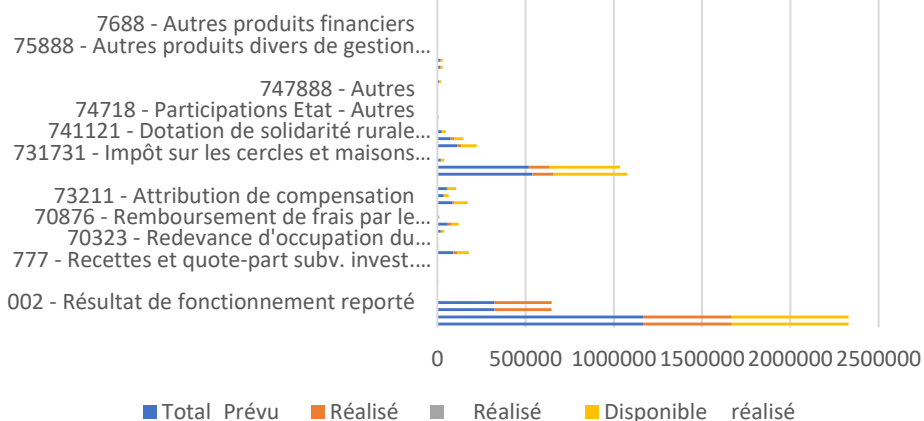 7688 - Autres produits financiers
75888 - Autres produits divers de gestion…
747888 - Autres
74718 - Participations Etat - Autres
741121 - Dotation de solidarité rurale…
731731 - Impôt sur les cercles et maisons…
73211 - Attribution de compensation
70876 - Remboursement de frais par le…
70323 - Redevance d'occupation du…
777 - Recettes et quote-part subv. invest.…
002 - Résultat de fonctionnement reporté
0 500000 1000000 1500000 2000000 2500000
Total Prévu Réalisé Réalisé Disponible réalisé